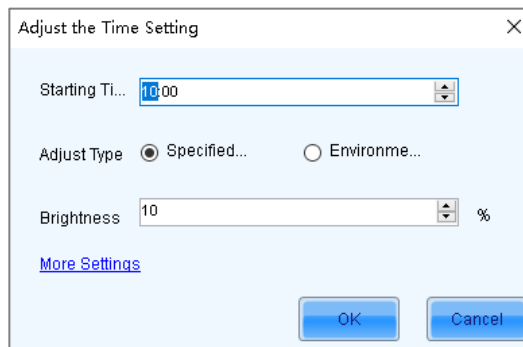 Adjust the Time Setting
Starting Ti... 10:00
Adjust Type Specified... Environme...
Brightness 10 %
More Settings
OK Cancel